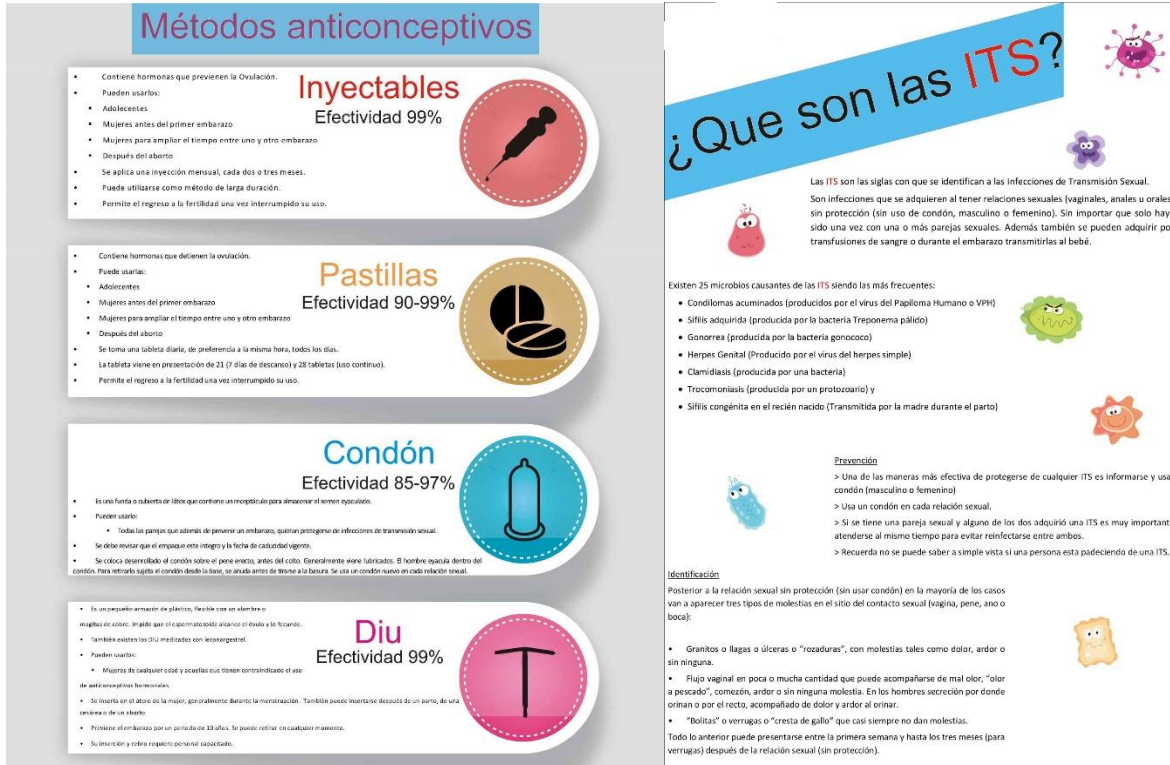 Métodos anticonceptivos
• Contiene hormonas que previenen la Ovulación.
• Pueden usarlos:
• Adolecentes
• Mujeres antes del primer embarazo
• Mujeres para ampliar el tiempo entre uno y otro embarazo
• Después del aborto
• Se aplica una inyección mensual, cada dos o tres meses.
• Puede utilizarse como método de larga duración.
• Permite el regreso a la fertilidad una vez interrumpido su uso.
Inyectables
Efectividad 99%
• Contiene hormonas que detienen la ovulación.
• Puede usarlas:
• Adolecentes
• Mujeres antes del primer embarazo
• Mujeres para ampliar el tiempo entre uno y otro embarazo
• Después del aborto
• Se toma una tableta diaria, de preferencia a la misma hora, todos los días.
• La tableta viene en presentación de 21 (7 días de descanso) y 28 tabletas (uso continuo).
• Permite el regreso a la fertilidad una vez interrumpido su uso.
Pastillas
Efectividad 90-99%
Condón
Efectividad 85-97%
• Es una funda o cubierta de látex que contiene un receptáculo para almacenar el semen eyaculado.
• Pueden usarlo:
• Todas las parejas que además de prevenir un embarazo, quieran protegerse de infecciones de transmisión sexual.
• Se debe revisar que el empaque este integro y la fecha de caducidad vigente.
• Se coloca desenrollado el condón sobre el pene erecto, antes del coito. Generalmente viene lubricados. El hombre eyacula dentro del
condón. Para retirarlo sujeta el condón desde la base, se anuda antes de tirarse a la basura. Se usa un condón nuevo en cada relación sexual.
• Es un pequeño armazón de plástico, flexible con un alambre o
magitas de cobre. Impide que el espermatozoide alcance el óvulo y lo fecunde.
• También existen los DIU medicados con leconorgestrel.
• Pueden usarlas:
• Mujeres de cualquier edad y aquellas que tienen contraindicado el uso
de anticonceptivos hormonales.
• Se inserta en el útero de la mujer, generalmente durante la menstruación. También puede insertarse después de un parto, de una
cesárea o de un aborto.
• Previene el embarazo por un periodo de 10 años. Se puede retirar en cualquier momento.
• Su inserción y retiro requiere personal capacitado.
Diu
Efectividad 99%
¿Que son las ITS?
Las ITS son las siglas con que se identifican a las Infecciones de Transmisión Sexual.
Son infecciones que se adquieren al tener relaciones sexuales (vaginales, anales u orales
sin protección (sin uso de condón, masculino o femenino). Sin importar que solo hay
sido una vez con una o más parejas sexuales. Además también se pueden adquirir po
transfusiones de sangre o durante el embarazo transmitirlas al bebé.
Existen 25 microbios causantes de las ITS siendo las más frecuentes:
• Condilomas acuminados (producidos por el virus del Papiloma Humano o VPH)
• Sífilis adquirida (producida por la bacteria Treponema pálido)
• Gonorrea (producida por la bacteria gonococo)
• Herpes Genital (Producido por el virus del herpes simple)
• Clamidiasis (producida por una bacteria)
• Trocomoniasis (producida por un protozoario) y
• Sífilis congénita en el recién nacido (Transmitida por la madre durante el parto)
Prevención
> Una de las maneras más efectiva de protegerse de cualquier ITS es informarse y usa
condón (masculino o femenino)
> Usa un condón en cada relación sexual.
> Si se tiene una pareja sexual y alguno de los dos adquirió una ITS es muy important
atenderse al mismo tiempo para evitar reinfectarse entre ambos.
> Recuerda no se puede saber a simple vista si una persona esta padeciendo de una ITS.
Identificación
Posterior a la relación sexual sin protección (sin usar condón) en la mayoría de los casos
van a aparecer tres tipos de molestias en el sitio del contacto sexual (vagina, pene, ano o
boca):
• Granitos o llagas o úlceras o “rozaduras”, con molestias tales como dolor, ardor o
sin ninguna.
• Flujo vaginal en poca o mucha cantidad que puede acompañarse de mal olor, “olor
a pescado”, comezón, ardor o sin ninguna molestia. En los hombres secreción por donde
orinan o por el recto, acompañado de dolor y ardor al orinar.
• “Bolitas” o verrugas o “cresta de gallo” que casi siempre no dan molestias.
Todo lo anterior puede presentarse entre la primera semana y hasta los tres meses (para
verrugas) después de la relación sexual (sin protección).